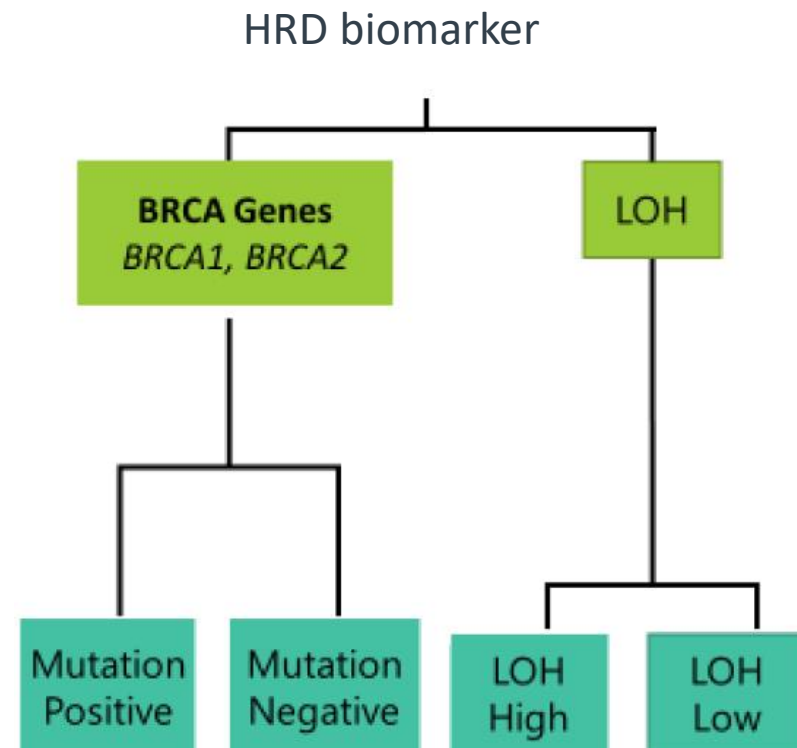 HRD biomarker
BRCA Genes
BRCA1, BRCA2
LOH
Mutation
Positive
Mutation
Negative
LOH
High
LOH
Low